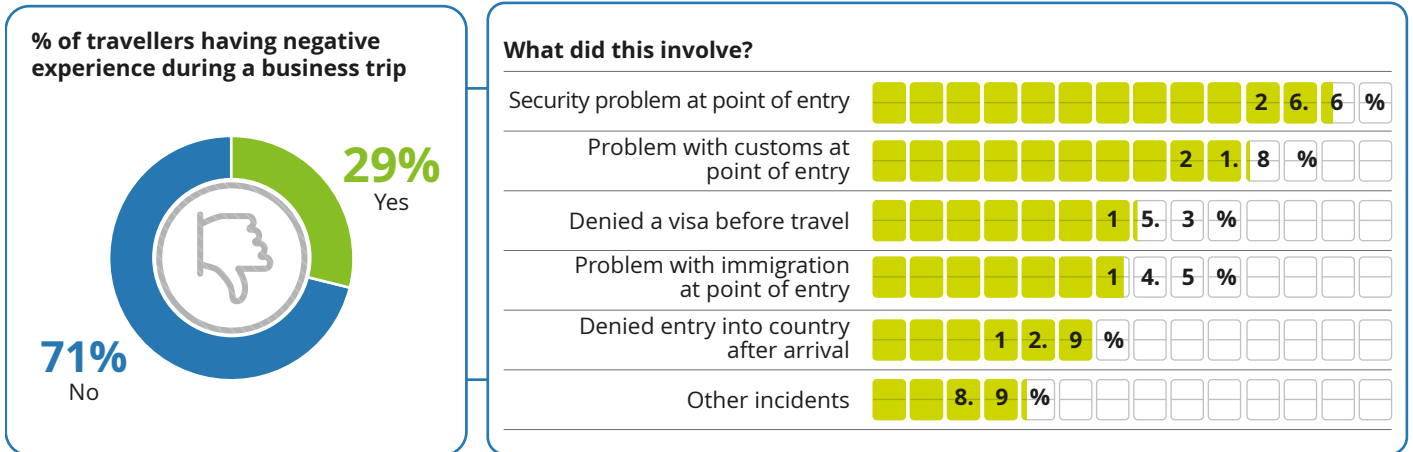 % of travellers having negative
experience during a business trip
29%
Yes
71%
No
What did this involve?
Security problem at point of entry
26.6%
Problem with customs at
point of entry
21.8%
Denied a visa before travel
15.3%
Problem with immigration
at point of entry
14.5%
Denied entry into country
after arrival
12.9%
Other incidents
8.9%